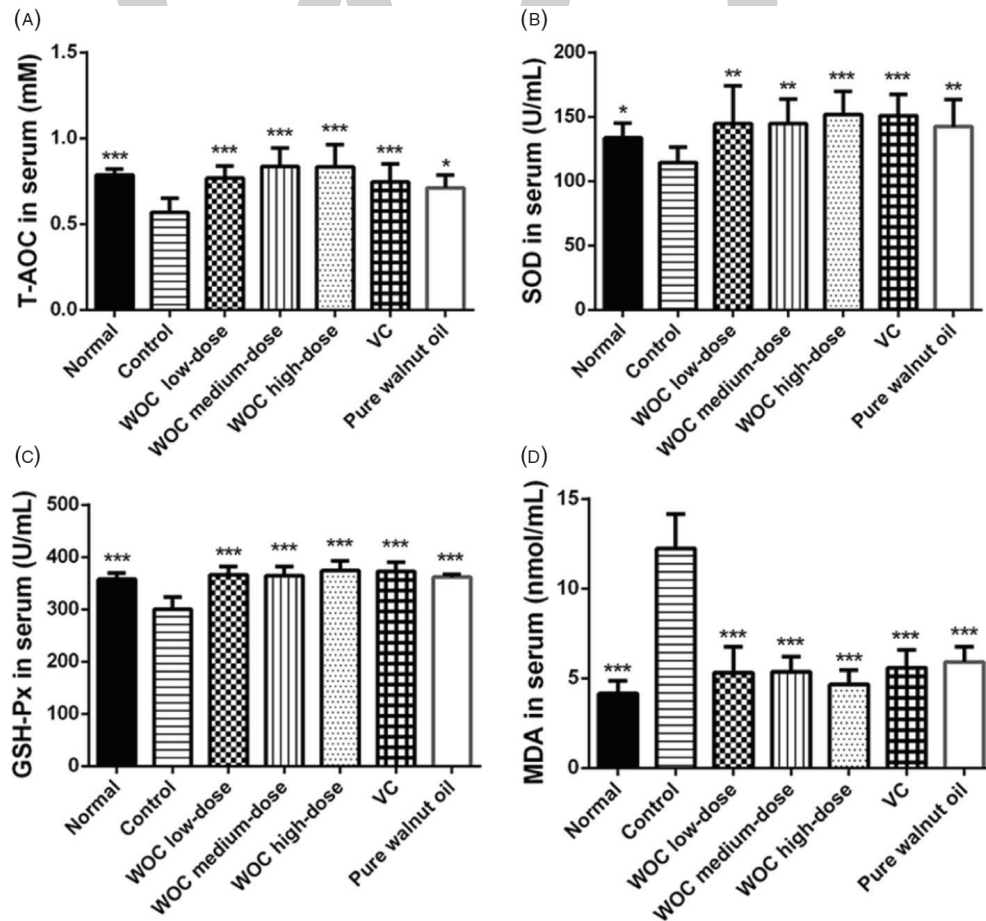 (A)
T-AOC in serum (mM)
1.5
1.0
0.5
0.0
***
***
***
***
***
*
Normal
Control
WOC low-dose
WOC medium-dose
WOC high-dose
VC
Pure walnut oil
(B)
SOD in serum (U/mL)
200
150
100
50
0
*
**
**
***
***
**
Normal
Control
WOC low-dose
WOC medium-dose
WOC high-dose
VC
Pure walnut oil
(C)
GSH-Px in serum (U/mL)
500
400
300
200
100
0
***
***
***
***
***
***
Normal
Control
WOC low-dose
WOC medium-dose
WOC high-dose
VC
Pure walnut oil
(D)
MDA in serum (nmol/mL)
15
10
5
0
***
***
***
***
***
***
Normal
Control
WOC low-dose
WOC medium-dose
WOC high-dose
VC
Pure walnut oil